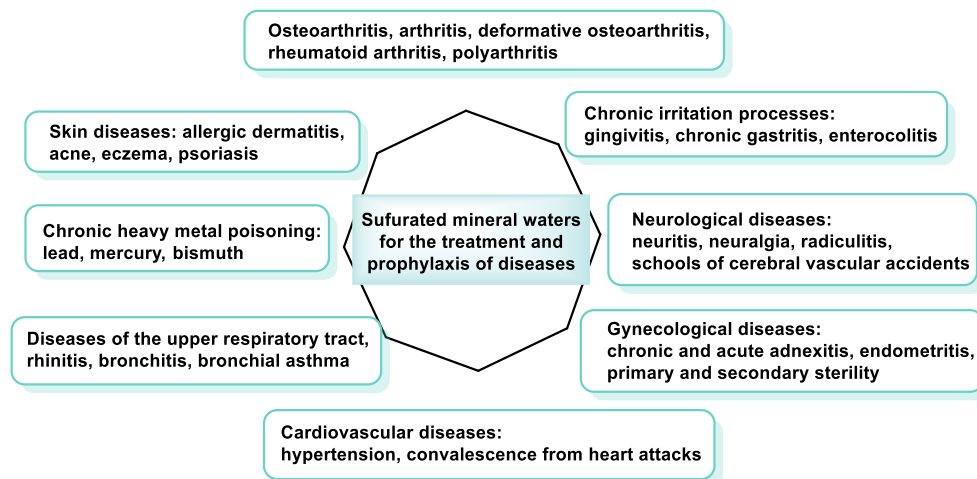 Osteoarthritis, arthritis, deformative osteoarthritis,
rheumatoid arthritis, polyarthritis
Chronic irritation processes:
gingivitis, chronic gastritis, enterocolitis
Skin diseases: allergic dermatitis,
acne, eczema, psoriasis
Sufurated mineral waters
for the treatment and
prophylaxis of diseases
Neurological diseases:
neuritis, neuralgia, radiculitis,
schools of cerebral vascular accidents
Chronic heavy metal poisoning:
lead, mercury, bismuth
Gynecological diseases:
chronic and acute adnexitis, endometritis,
primary and secondary sterility
Diseases of the upper respiratory tract,
rhinitis, bronchitis, bronchial asthma
Cardiovascular diseases:
hypertension, convalescence from heart attacks